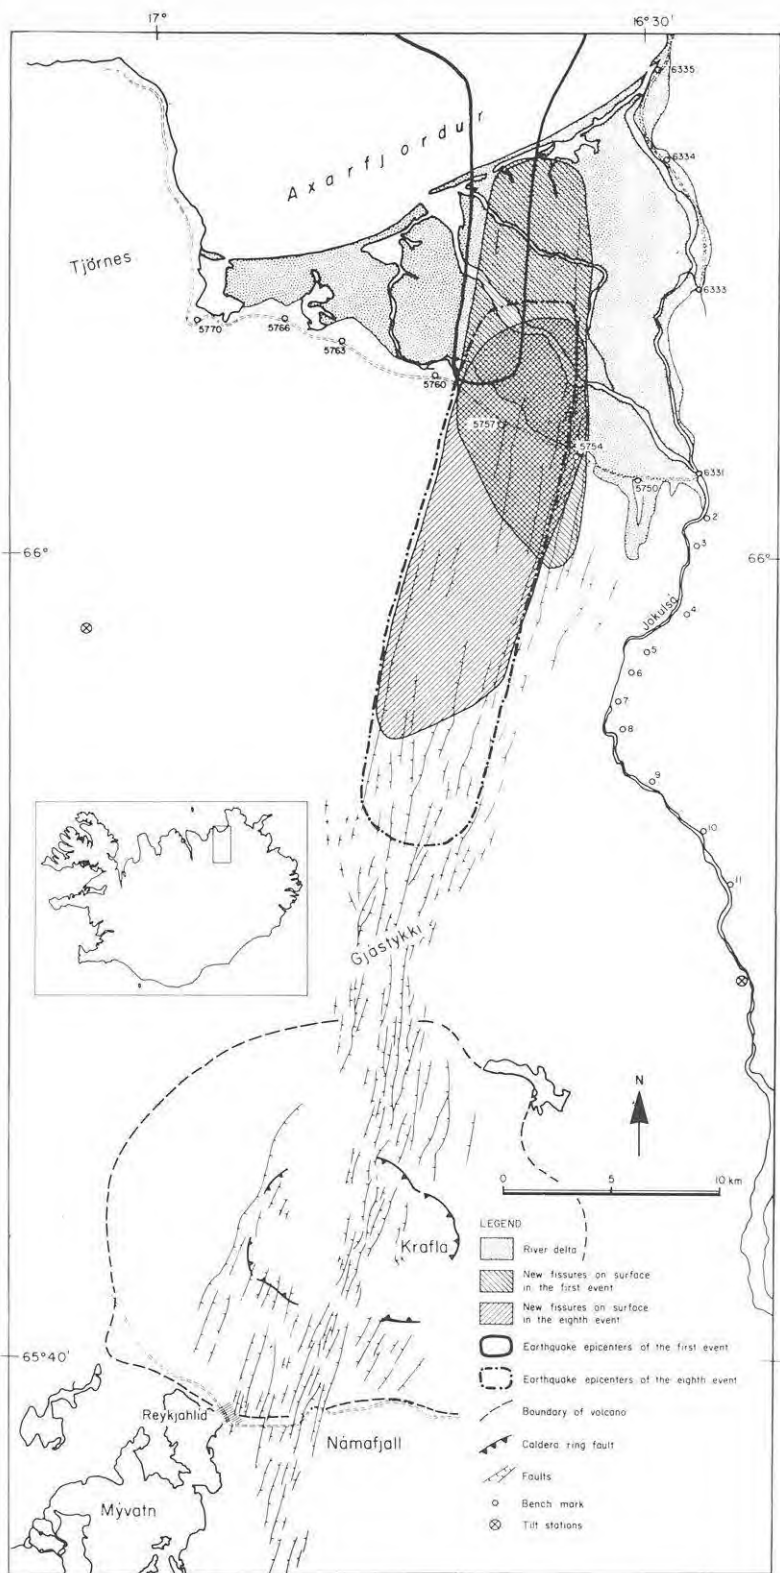 17°
16°30'
6335
Axarfjordur
6334
Tjörnes
6333
5770
5766
5763
5760
5757
5754
6331
5750
2
66°
3
66°
Jökulsá
4
5
6
7
8
9
10
11
Gjástykki
N
0 5 10 km
LEGEND
River delta
Krafla
New fissures on surface
in the first event
New fissures on surface
in the eighth event
Earthquake epicenters of the first event
65°40'
Earthquake epicenters of the eighth event
Boundary of volcano
Reykjahlíð
Caldera ring fault
Námafjall
Faults
Bench mark
Mývatn
Tilt stations